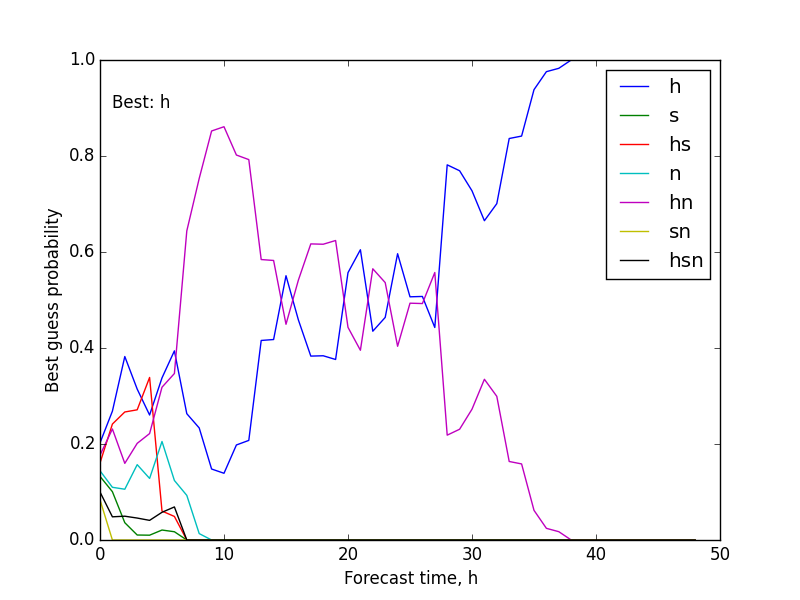 1.0
0.8
0.6
0.4
0.2
0.0
Best guess probability
Best: h
h
s
hs
n
hn
sn
hsn
0 10 20 30 40 50
Forecast time, h